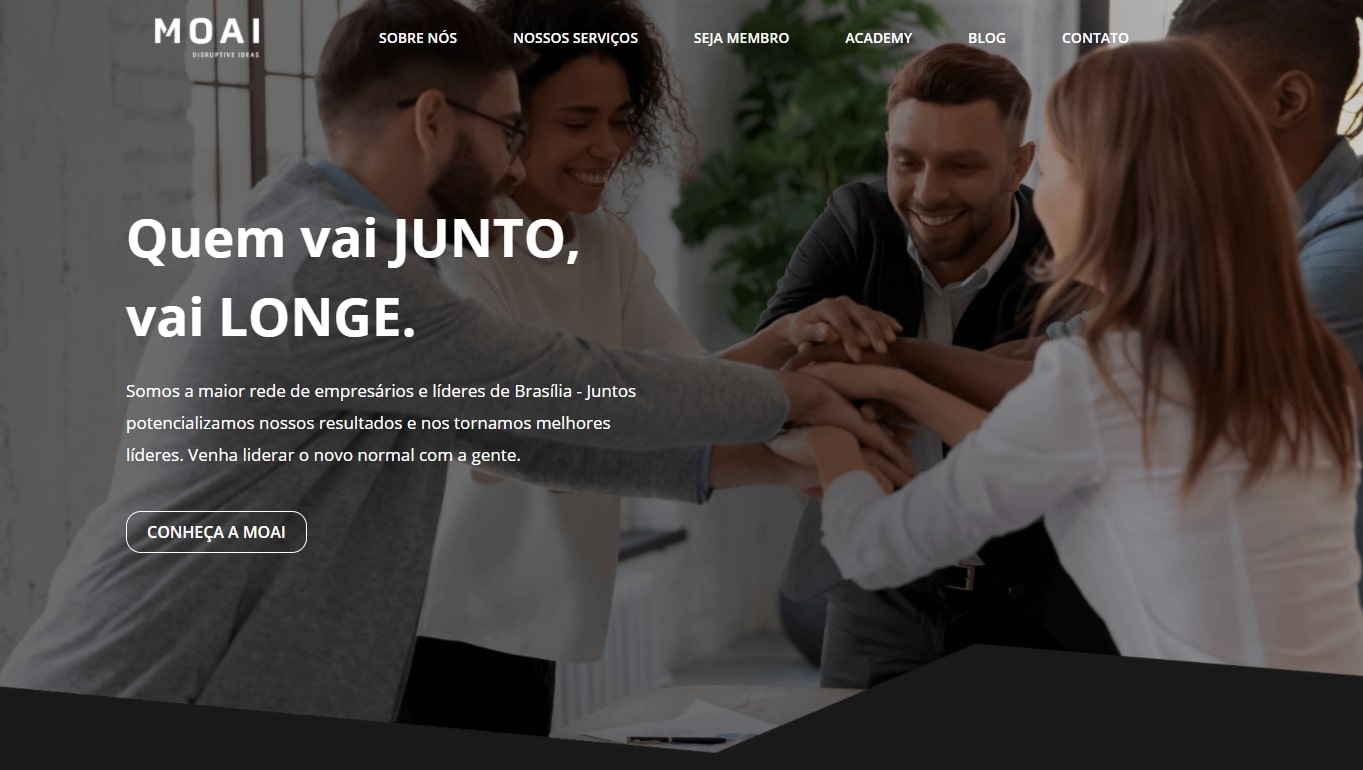 MOAI
DISRUPTIVE IDEAS
SOBRE NÓS
NOSSOS SERVIÇOS
SEJA MEMBRO
ACADEMY
BLOG
CONTATO
Quem vai JUNTO,
vai LONGE.
Somos a maior rede de empresários e líderes de Brasília - Juntos
potencializamos nossos resultados e nos tornamos melhores
líderes. Venha liderar o novo normal com a gente.
CONHEÇA A MOAI